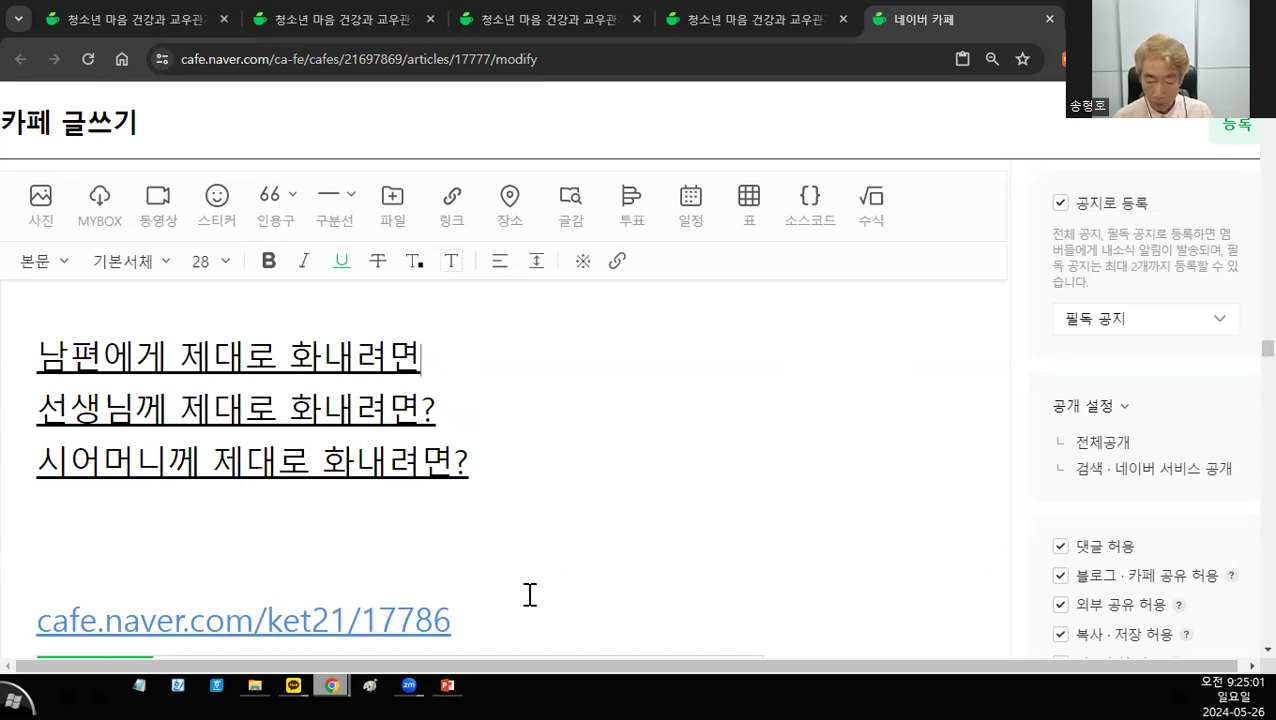 청소년 마음 건강과 교우관
청소년 마음 건강과 교우관
청소년 마음 건강과 교우관
청소년 마음 건강과 교우관
네이버 카페
cafe.naver.com/ca-fe/cafes/21697869/articles/17777/modify
송형호
카페 글쓰기
등록
사진 MYBOX 동영상 스티커 인용구 구분선 파일 링크 장소 글감 투표 일정 표 소스코드 수식
본문 기본서체 28 B I U T T. T
남편에게 제대로 화내려면
선생님께 제대로 화내려면?
시어머니께 제대로 화내려면?
cafe.naver.com/ket21/17786
공지로 등록
전체 공지, 필독 공지로 등록하면 멤
버들에게 내소식 알림이 발송되며, 필
독 공지는 최대 2개까지 등록할 수 있
습니다.
필독 공지
공개 설정
전체공개
검색 · 네이버 서비스 공개
댓글 허용
블로그 · 카페 공유 허용 ?
외부 공유 허용 ?
복사 · 저장 허용 ?
오전 9:25:01
일요일
2024-05-26